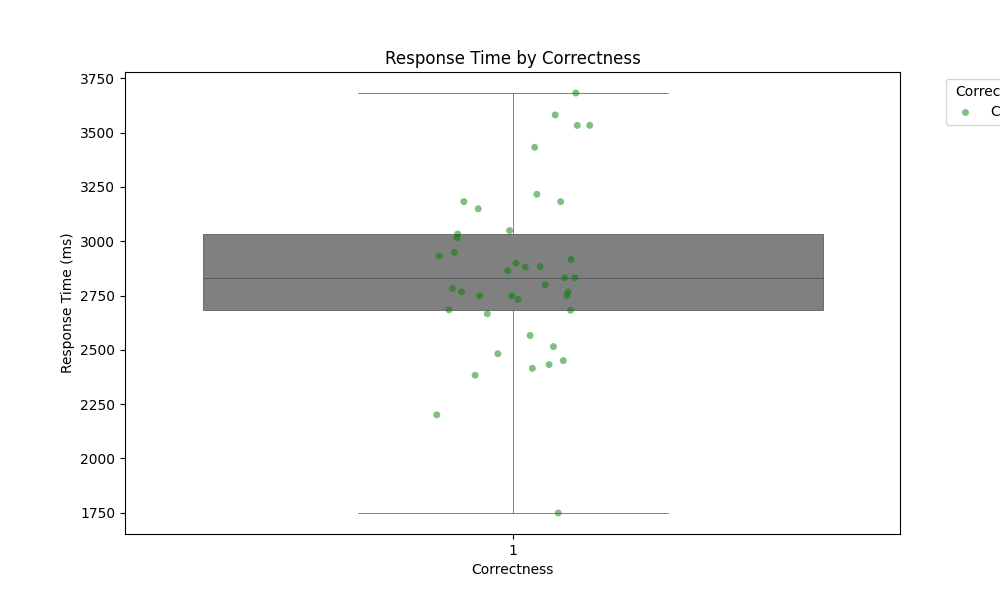 Response Time by Correctness
3750
3500
3250
3000
2750
2500
2250
2000
1750
Response Time (ms)
1
Correctness
Correc
C